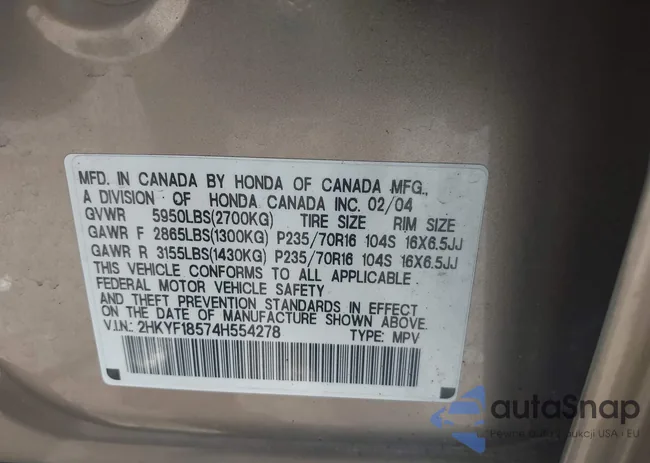 MFD. IN CANADA BY HONDA OF CANADA MFG.,
A DIVISION OF HONDA CANADA INC. 02/04
GVWR 5950LBS(2700KG) TIRE SIZE RIM SIZE
GAWR F 2865LBS(1300KG) P235/70R16 104S 16X6.5JJ
GAWR R 3155LBS(1430KG) P235/70R16 104S 16X6.5JJ
THIS VEHICLE CONFORMS TO ALL APPLICABLE
FEDERAL MOTOR VEHICLE SAFETY
AND THEFT PREVENTION STANDARDS IN EFFECT
ON THE DATE OF MANUFACTURE SHOWN ABOVE.
V.I.N.: 2HKYF18574H554278 TYPE: MPV
autoSnap
USA i EU